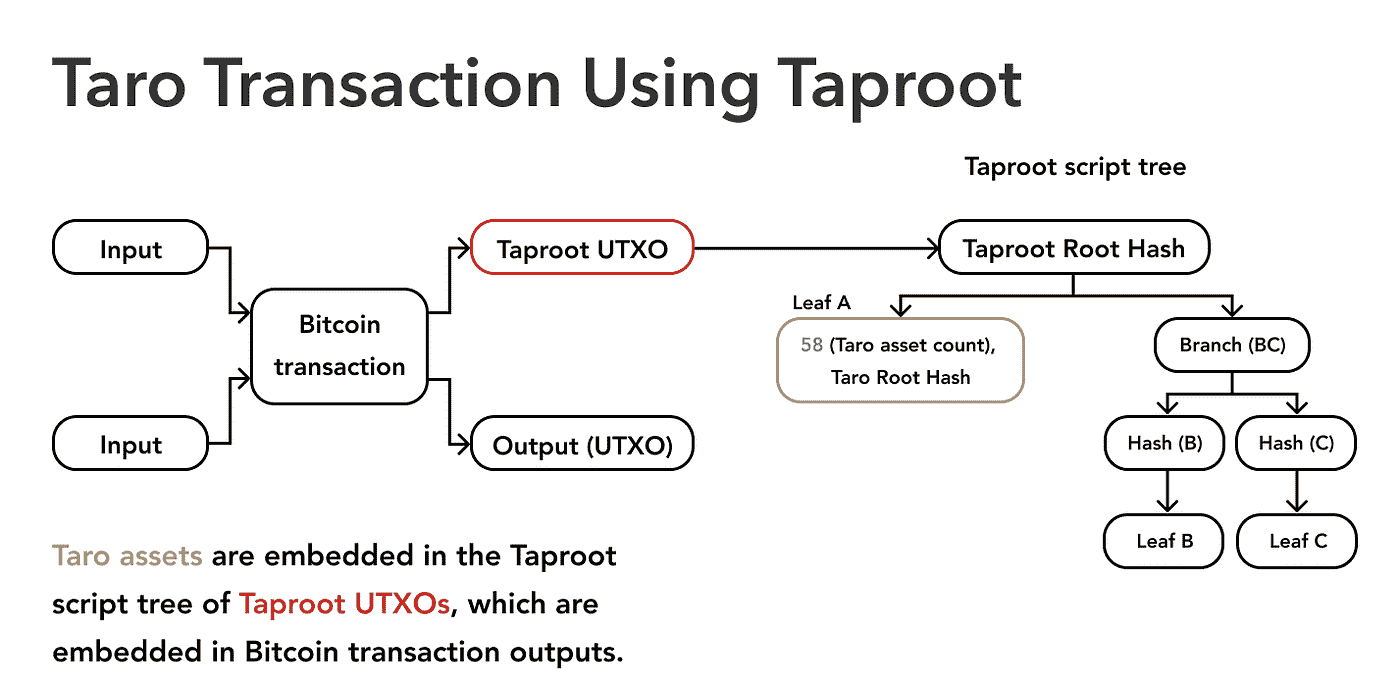 Taro Transaction Using Taproot
Taproot script tree
Input
Taproot UTXO
Taproot Root Hash
Bitcoin
transaction
Leaf A
58 (Taro asset count),
Taro Root Hash
Branch (BC)
Input
Output (UTXO)
Hash (B)
Hash (C)
Leaf B
Leaf C
Taro assets are embedded in the Taproot
script tree of Taproot UTXOs, which are
embedded in Bitcoin transaction outputs.